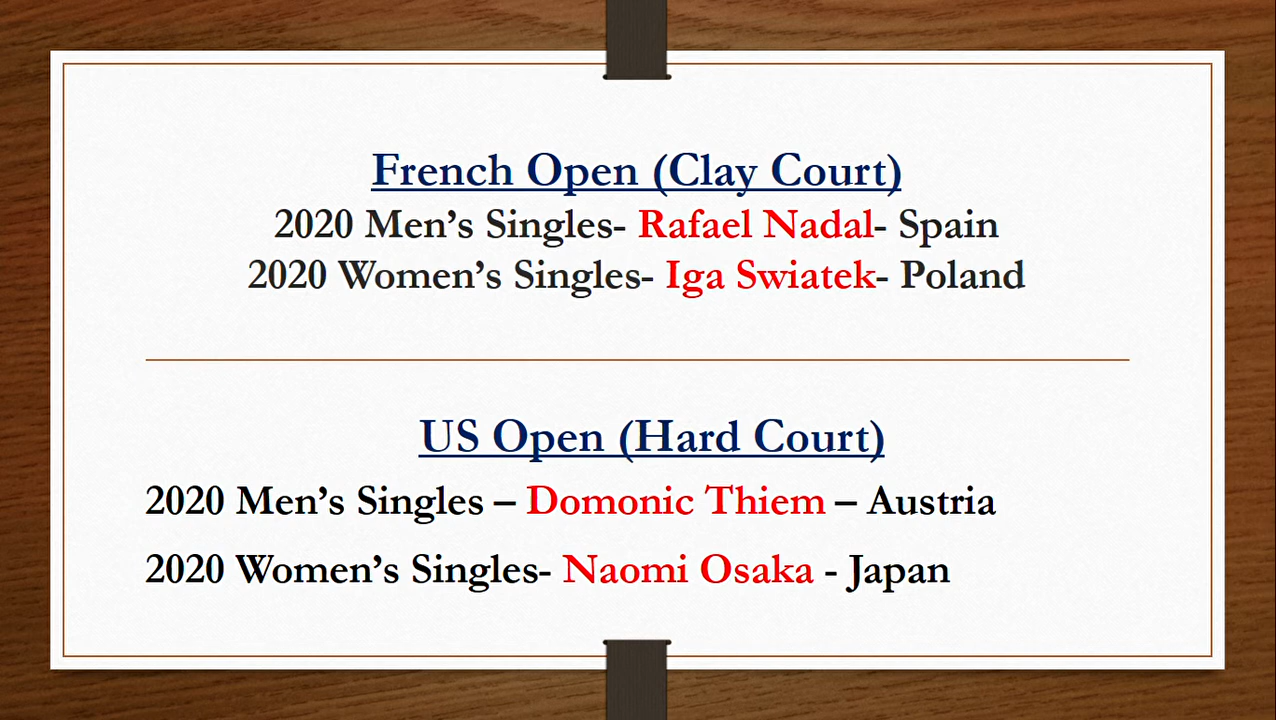 French Open (Clay Court)
2020 Men’s Singles- Rafael Nadal- Spain
2020 Women’s Singles- Iga Swiatek- Poland
US Open (Hard Court)
2020 Men’s Singles – Domonic Thiem – Austria
2020 Women’s Singles- Naomi Osaka - Japan